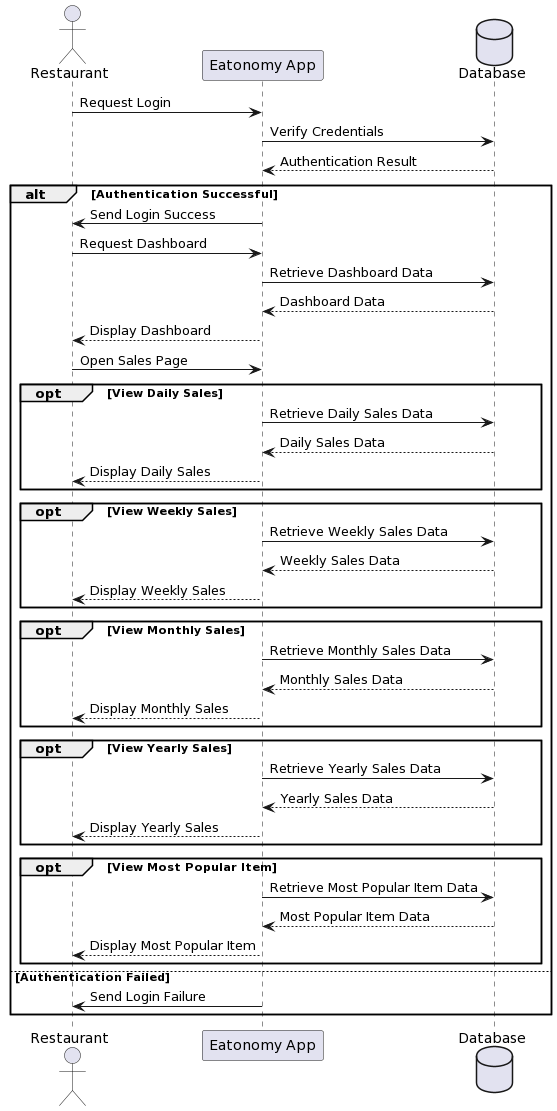 Restaurant
Eatonomy App
Database
Request Login
Verify Credentials
Authentication Result
alt [Authentication Successful]
Send Login Success
Request Dashboard
Retrieve Dashboard Data
Dashboard Data
Display Dashboard
Open Sales Page
opt [View Daily Sales]
Retrieve Daily Sales Data
Daily Sales Data
Display Daily Sales
opt [View Weekly Sales]
Retrieve Weekly Sales Data
Weekly Sales Data
Display Weekly Sales
opt [View Monthly Sales]
Retrieve Monthly Sales Data
Monthly Sales Data
Display Monthly Sales
opt [View Yearly Sales]
Retrieve Yearly Sales Data
Yearly Sales Data
Display Yearly Sales
opt [View Most Popular Item]
Retrieve Most Popular Item Data
Most Popular Item Data
Display Most Popular Item
[Authentication Failed]
Send Login Failure
Restaurant
Eatonomy App
Database